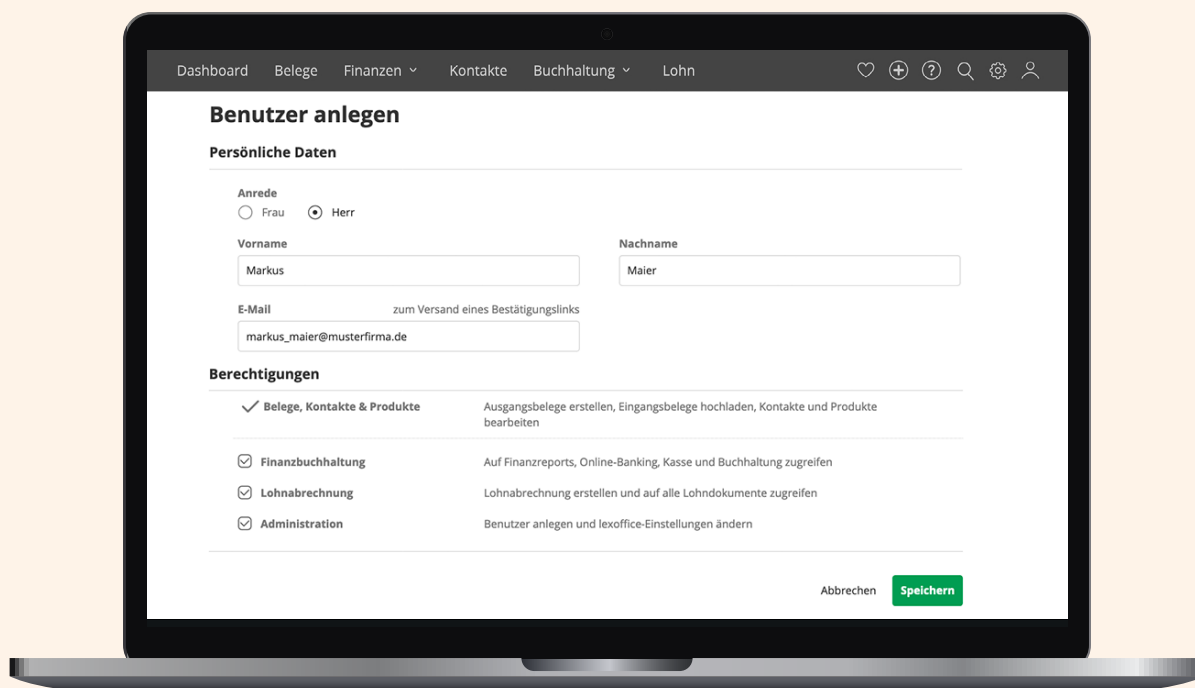 Dashboard Belege Finanzen Kontakte Buchhaltung Lohn
Benutzer anlegen
Persönliche Daten
Anrede
Frau Herr
Vorname Nachname
Markus Maier
E-Mail zum Versand eines Bestätigungslinks
markus_maier@musterfirma.de
Berechtigungen
Belege, Kontakte & Produkte Ausgangsbelege erstellen, Eingangsbelege hochladen, Kontakte und Produkte
bearbeiten
Finanzbuchhaltung Auf Finanzreports, Online-Banking, Kasse und Buchhaltung zugreifen
Lohnabrechnung Lohnabrechnung erstellen und auf alle Lohndokumente zugreifen
Administration Benutzer anlegen und lexoffice-Einstellungen ändern
Abbrechen Speichern